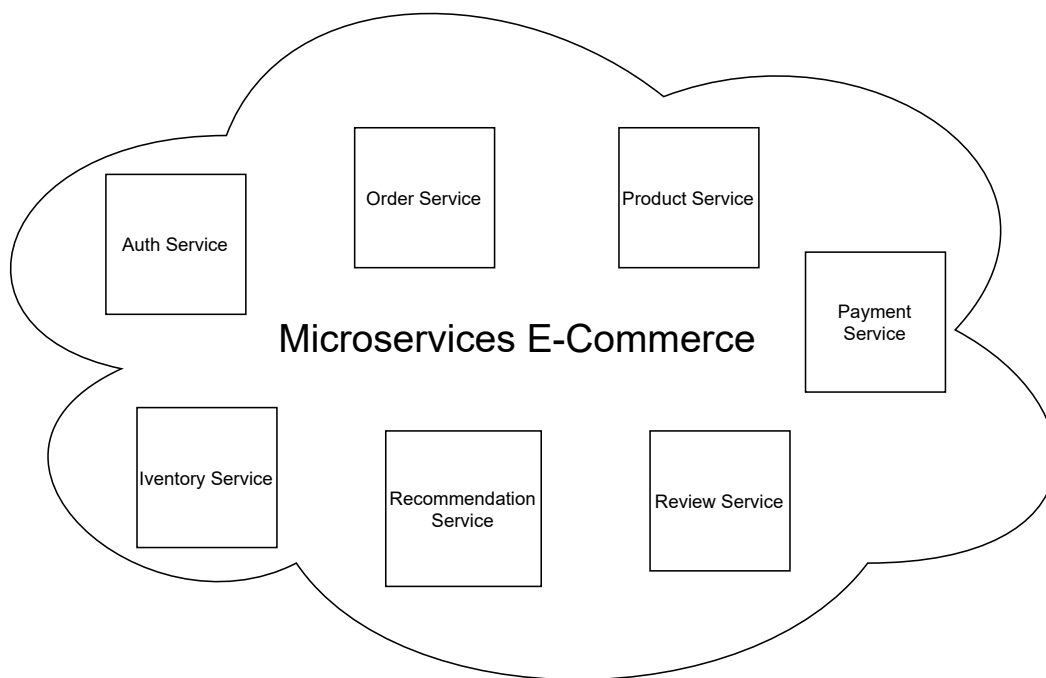 Order Service
Product Service
Auth Service
Payment
Service
Microservices E-Commerce
Iventory Service
Recommendation
Service
Review Service